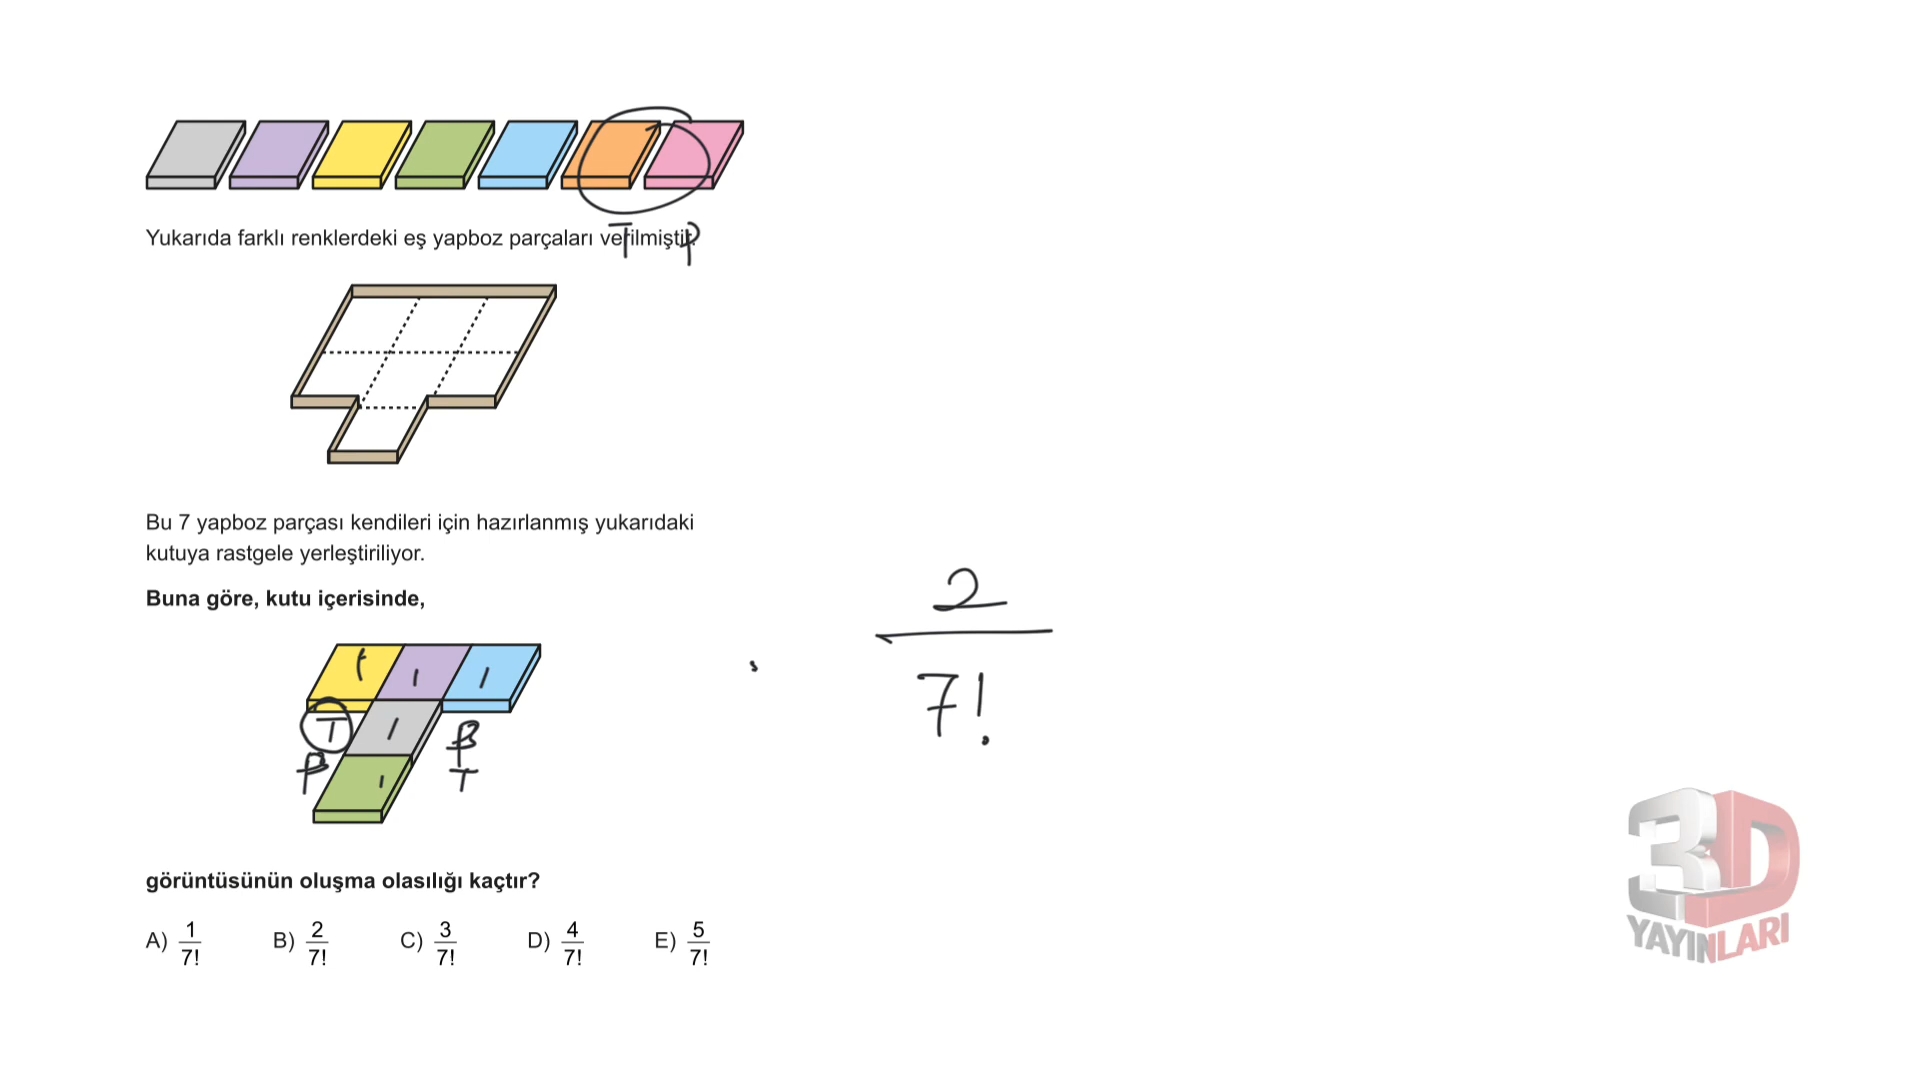 T P
Yukarıda farklı renklerdeki eş yapboz parçaları verilmiştir.
Bu 7 yapboz parçası kendileri için hazırlanmış yukarıdaki
kutuya rastgele yerleştiriliyor.
Buna göre, kutu içerisinde,
2
7!
T P
P T
görüntüsünün oluşma olasılığı kaçtır?
A) 1/7! B) 2/7! C) 3/7! D) 4/7! E) 5/7!
3D
YAYINLARI